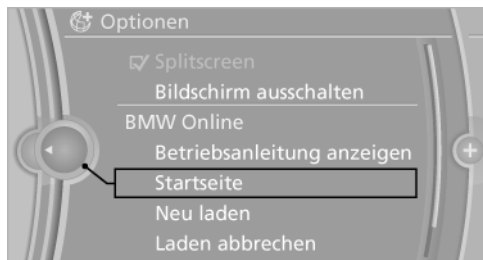 Optionen
Splitscreen
Bildschirm ausschalten
BMW Online
Betriebsanleitung anzeigen
Startseite
Neu laden
Laden abbrechen